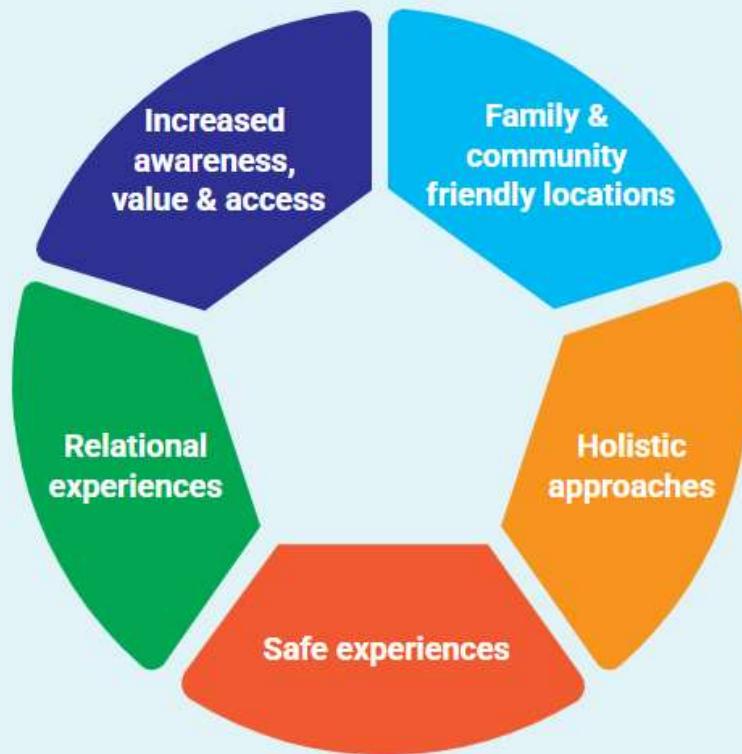 Increased
awareness,
value & access
Family &
community
friendly locations
Relational
experiences
Holistic
approaches
Safe experiences